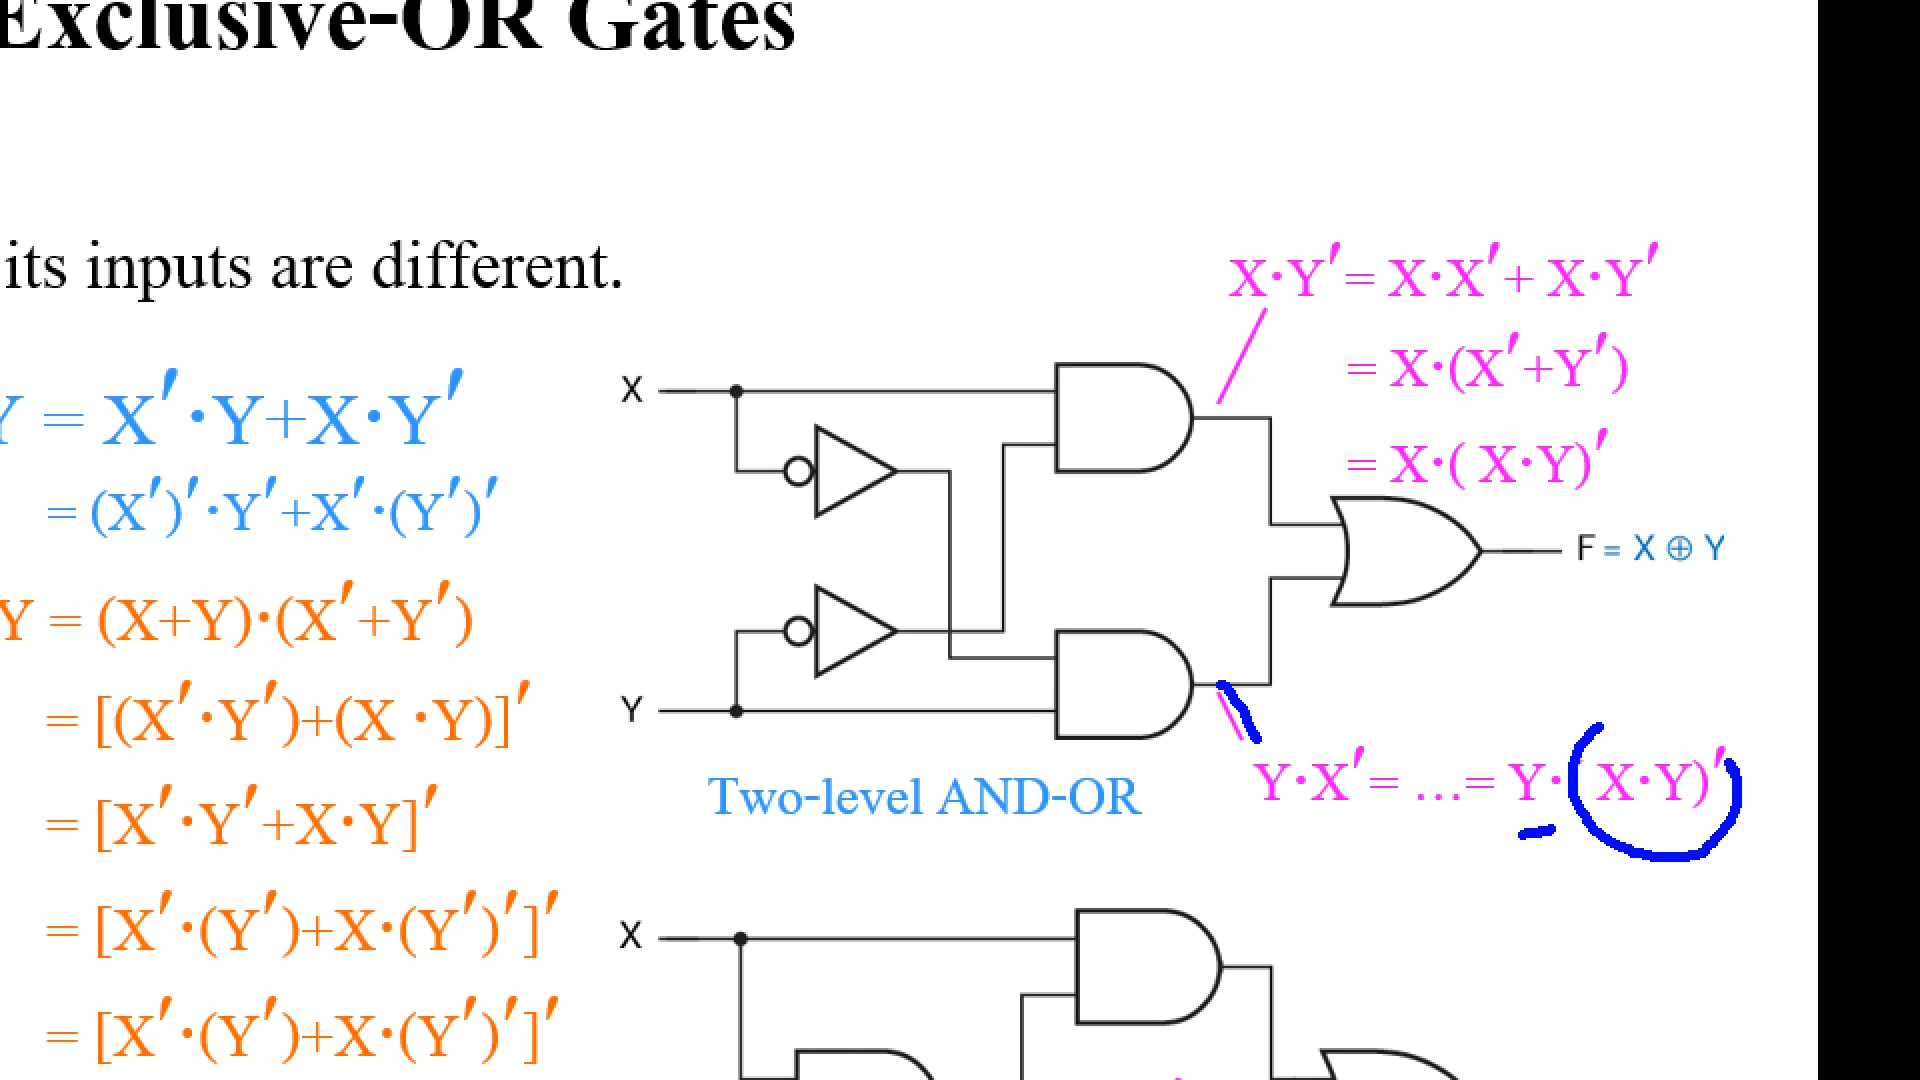 Exclusive-OR Gates
its inputs are different.
Y = X′·Y+X·Y′
= (X′)′·Y′+X′·(Y′)′
Y = (X+Y)·(X′+Y′)
= [(X′·Y′)+(X ·Y)]′
= [X′·Y′+X·Y]′
= [X′·(Y′)+X·(Y′)′]′
= [X′·(Y′)+X·(Y′)′]′
X·Y′= X·X′+ X·Y′
= X·(X′+Y′)
= X·( X·Y)′
X
F = X ⊕ Y
Y
Y·X′= ...= Y·( X·Y)′
Two-level AND-OR
X